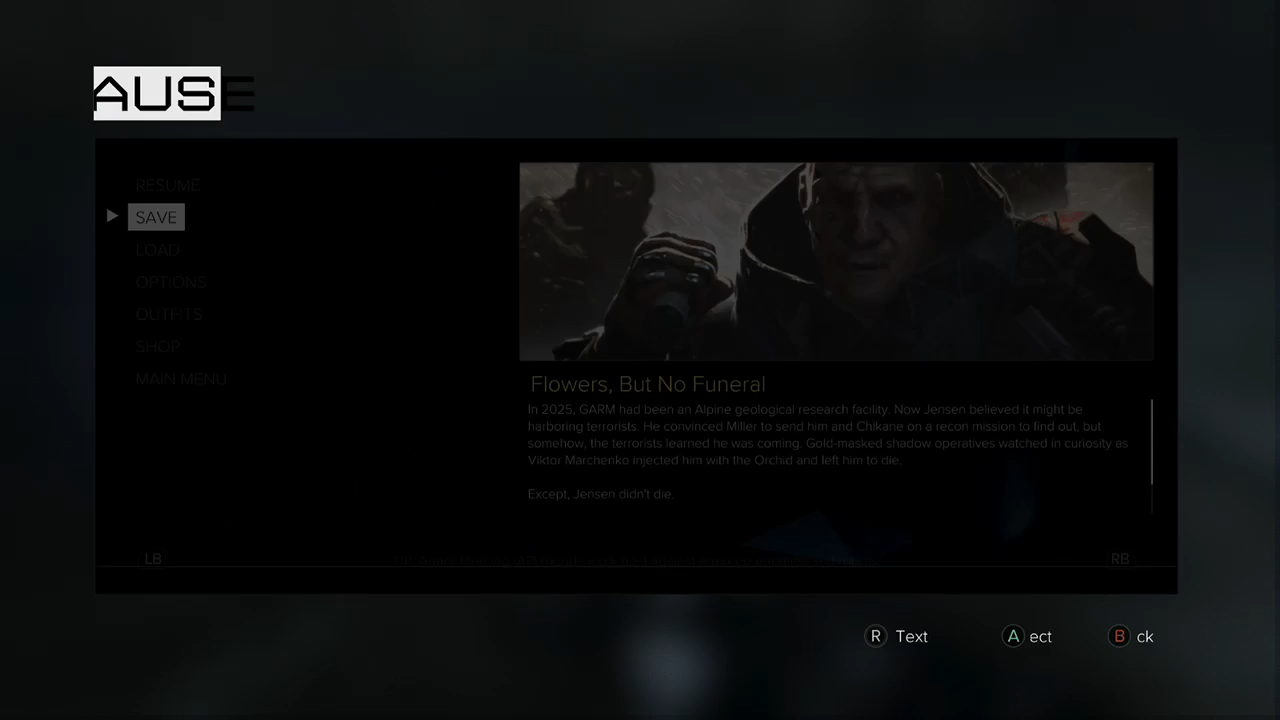 AUSE
RESUME
SAVE
LOAD
OPTIONS
OUTFITS
SHOP
MAIN MENU
Flowers, But No Funeral
In 2025, GARM had been an Alpine geological research facility. Now Jensen believed it might be
harboring terrorists. He convinced Miller to send him and Chikane on a recon mission to find out, but
somehow, the terrorists learned he was coming. Gold-masked shadow operatives watched in curiosity as
Viktor Marchenko injected him with the Orchid and left him to die.
Except, Jensen didn't die.
LB
RB
R Text
A ect
B ck